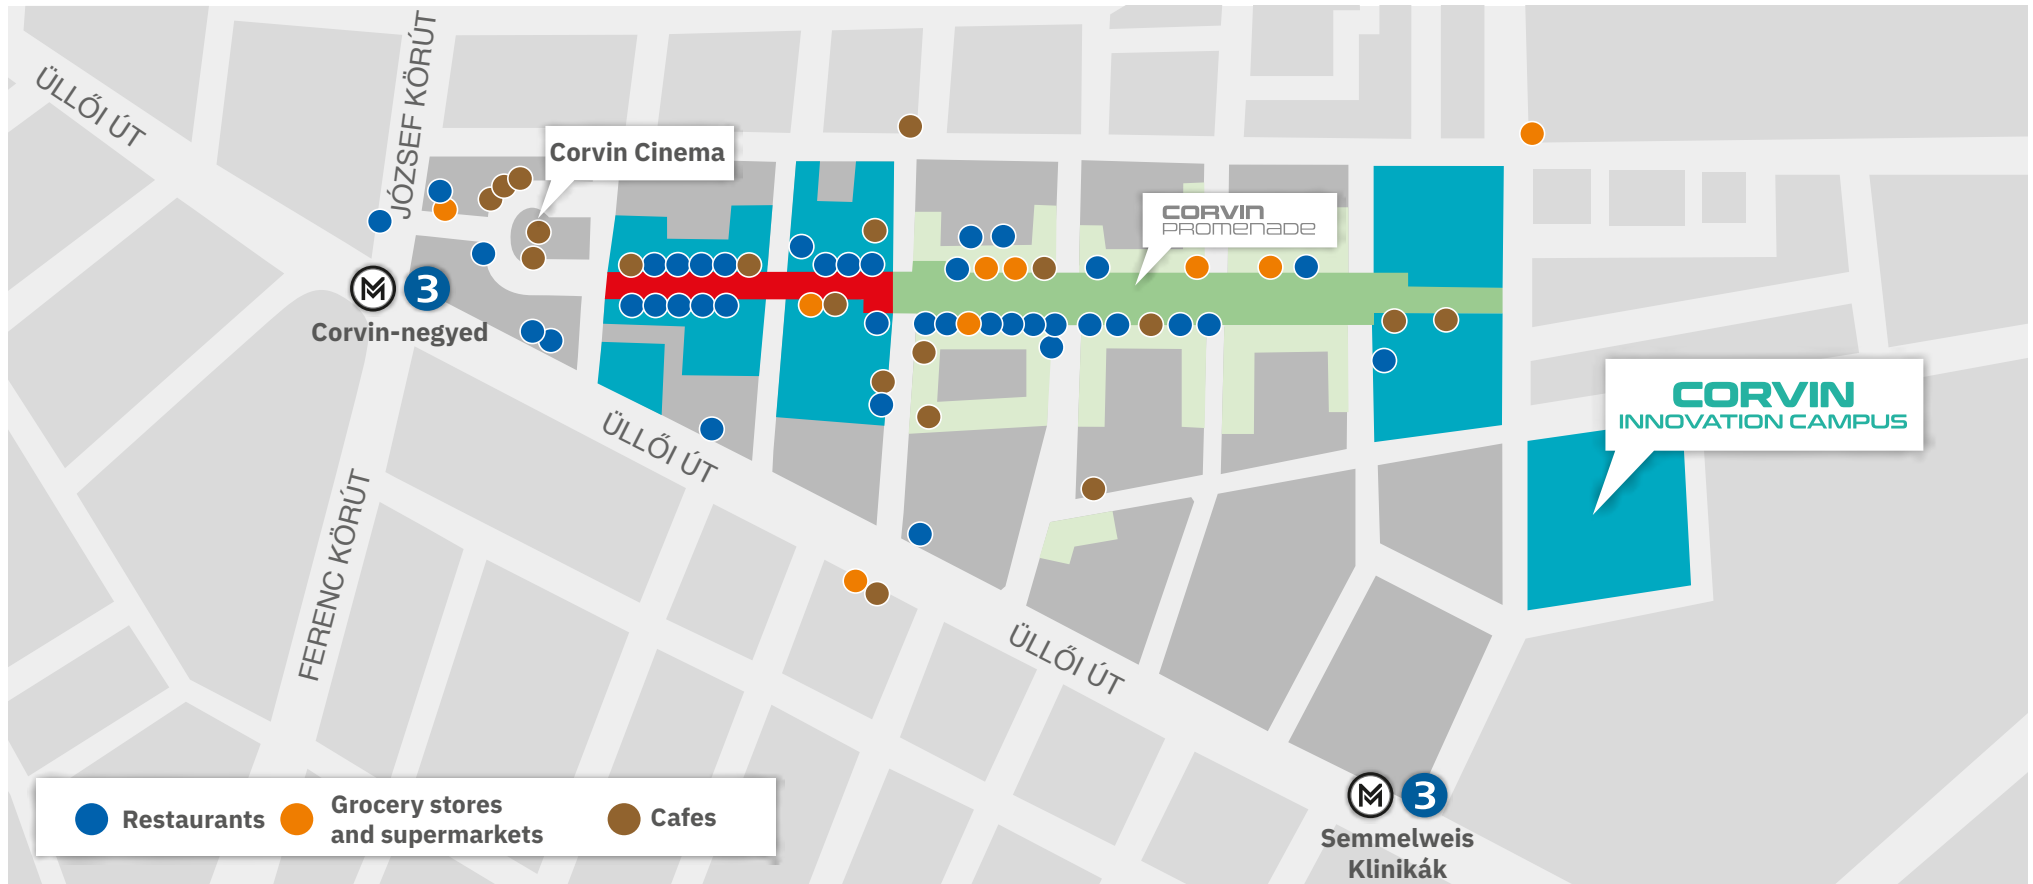 ÜLLŐI ÚT
JÓZSEF KÖRÚT
Corvin Cinema
CORVIN
PROMENADE
M 3
Corvin-negyed
CORVIN
INNOVATION CAMPUS
ÜLLŐI ÚT
FERENC KÖRÚT
ÜLLŐI ÚT
M 3
Semmelweis
Klinikák
Restaurants
Grocery stores
and supermarkets
Cafes